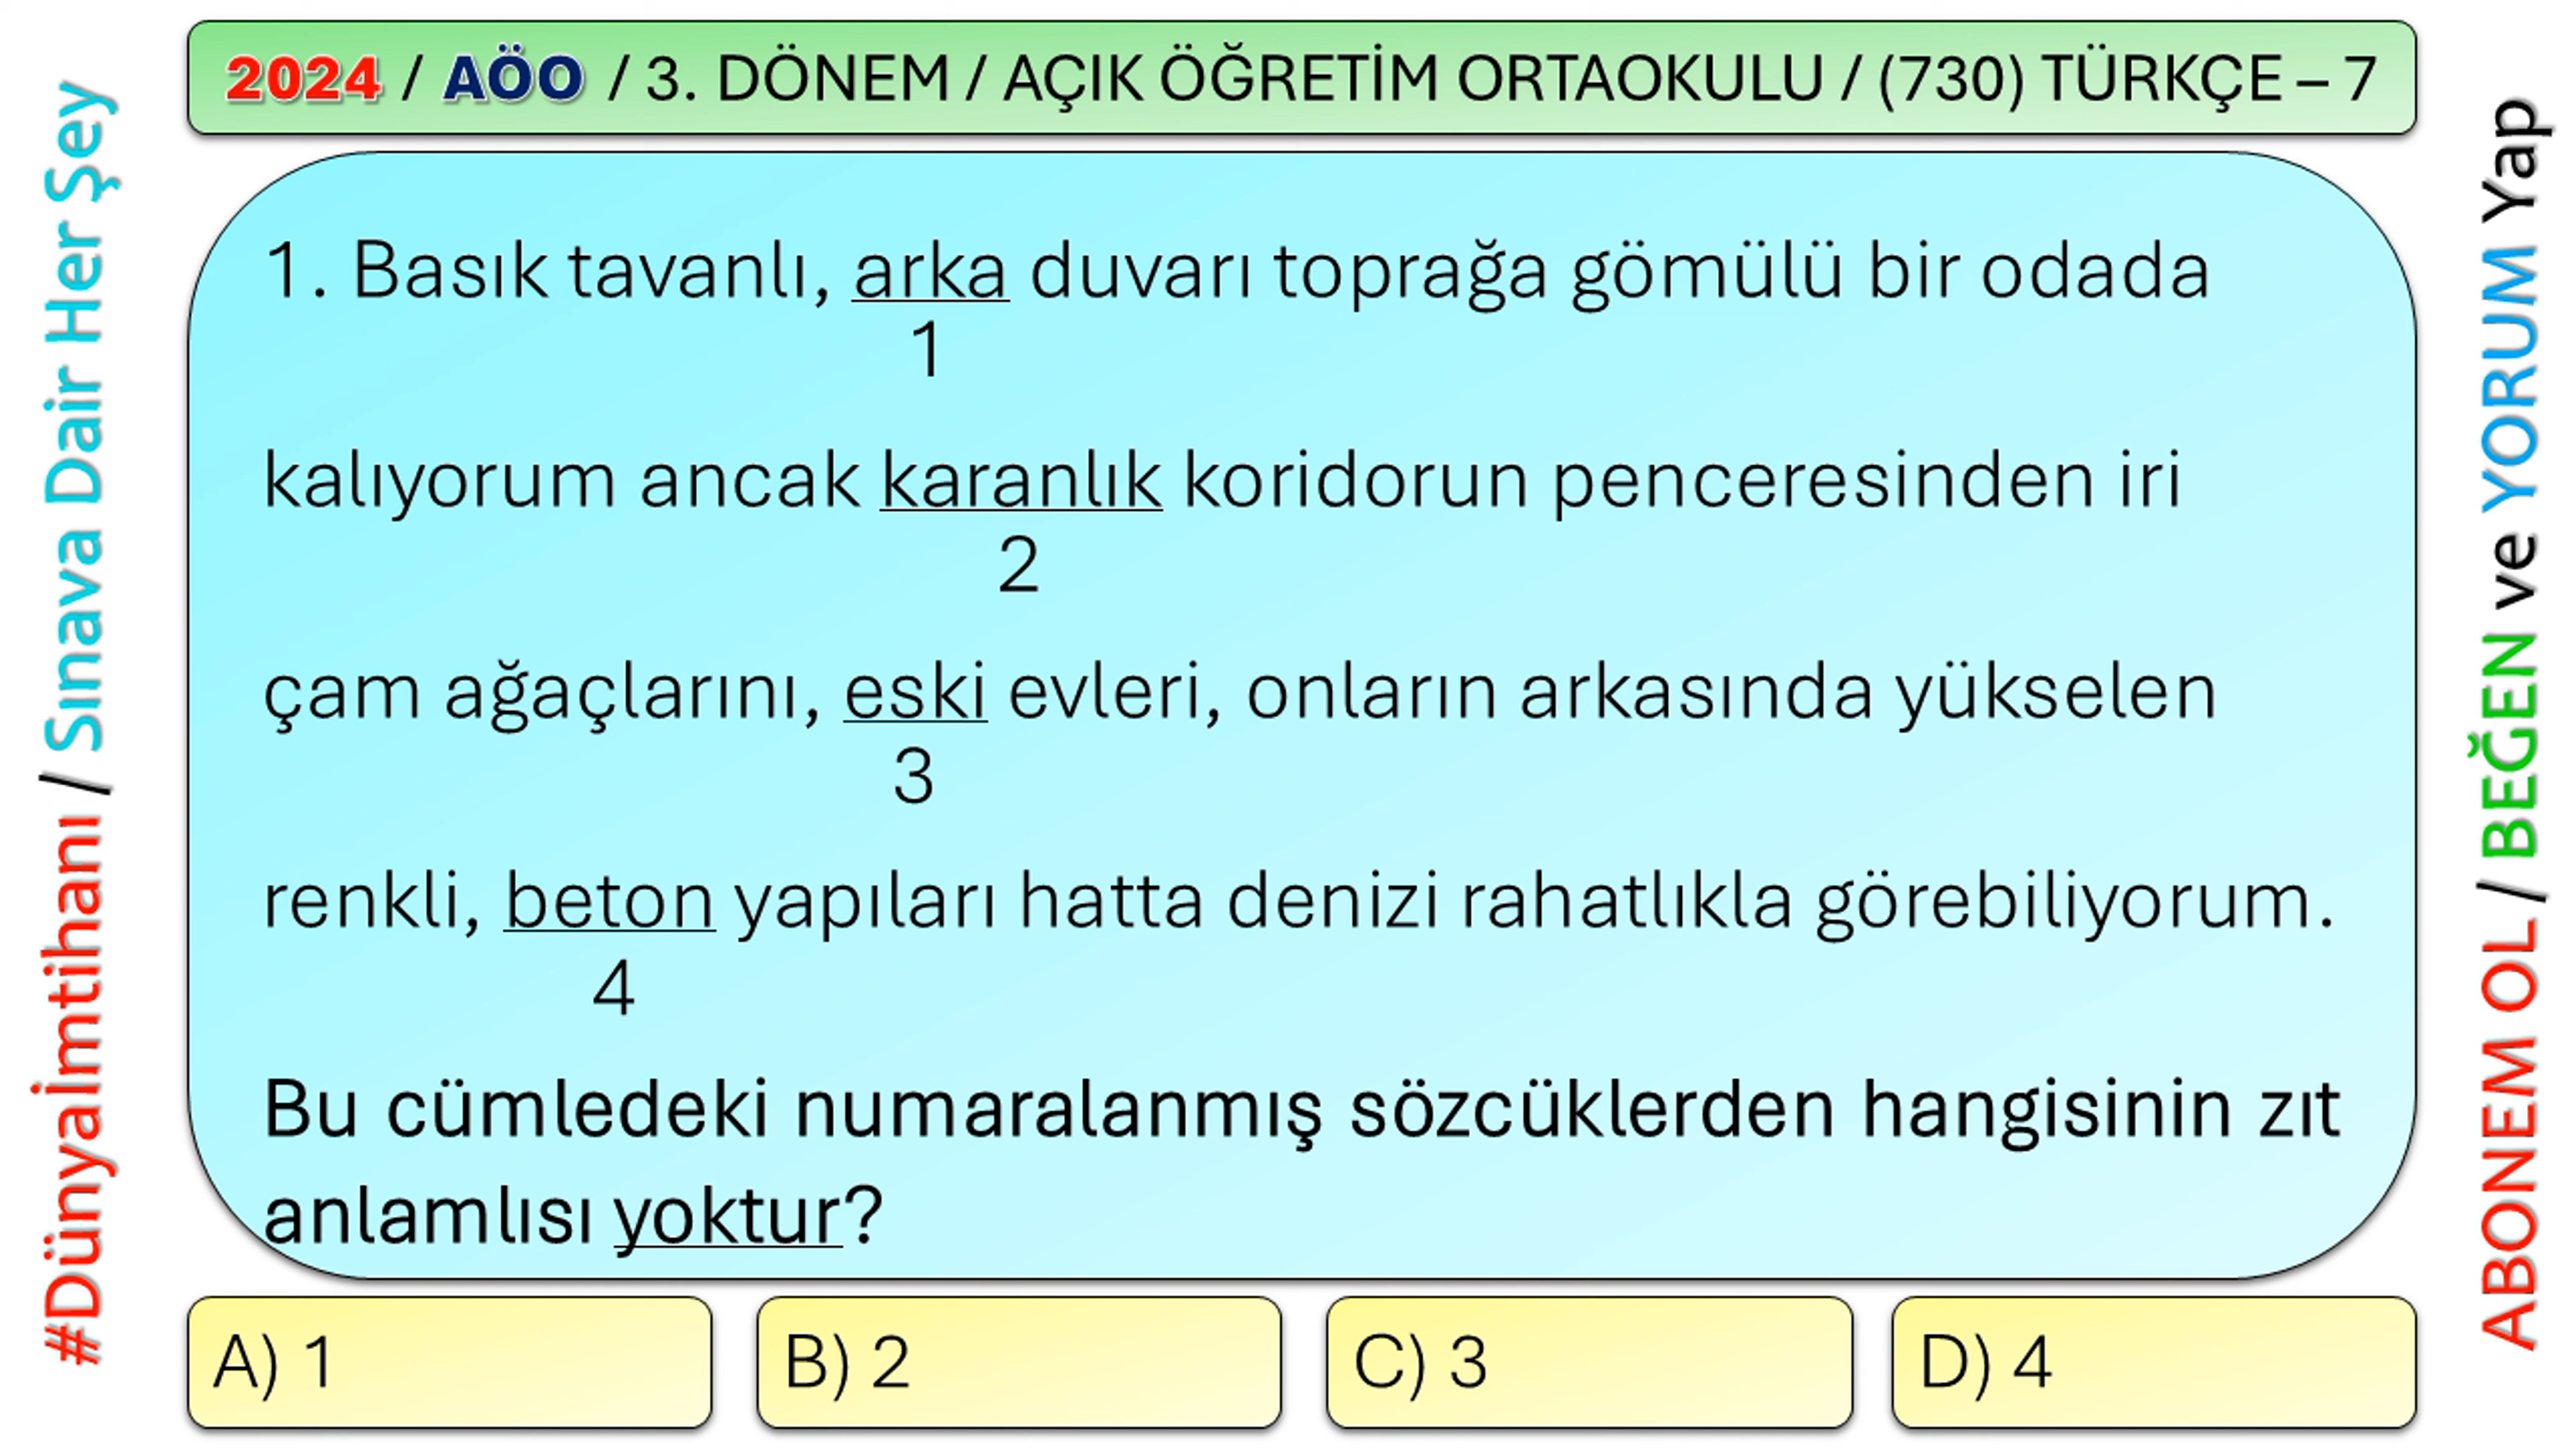 2024 / AÖO / 3. DÖNEM / AÇIK ÖĞRETİM ORTAOKULU / (730) TÜRKÇE – 7
#Dünyaİmtihanı / Sınava Dair Her Şey
1. Basık tavanlı, arka duvarı toprağa gömülü bir odada
1
kalıyorum ancak karanlık koridorun penceresinden iri
2
çam ağaçlarını, eski evleri, onların arkasında yükselen
3
renkli, beton yapıları hatta denizi rahatlıkla görebiliyorum.
4
Bu cümledeki numaralanmış sözcüklerden hangisinin zıt
anlamlısı yoktur?
A) 1
B) 2
C) 3
D) 4
ABONEM OL / BEĞEN ve YORUM Yap